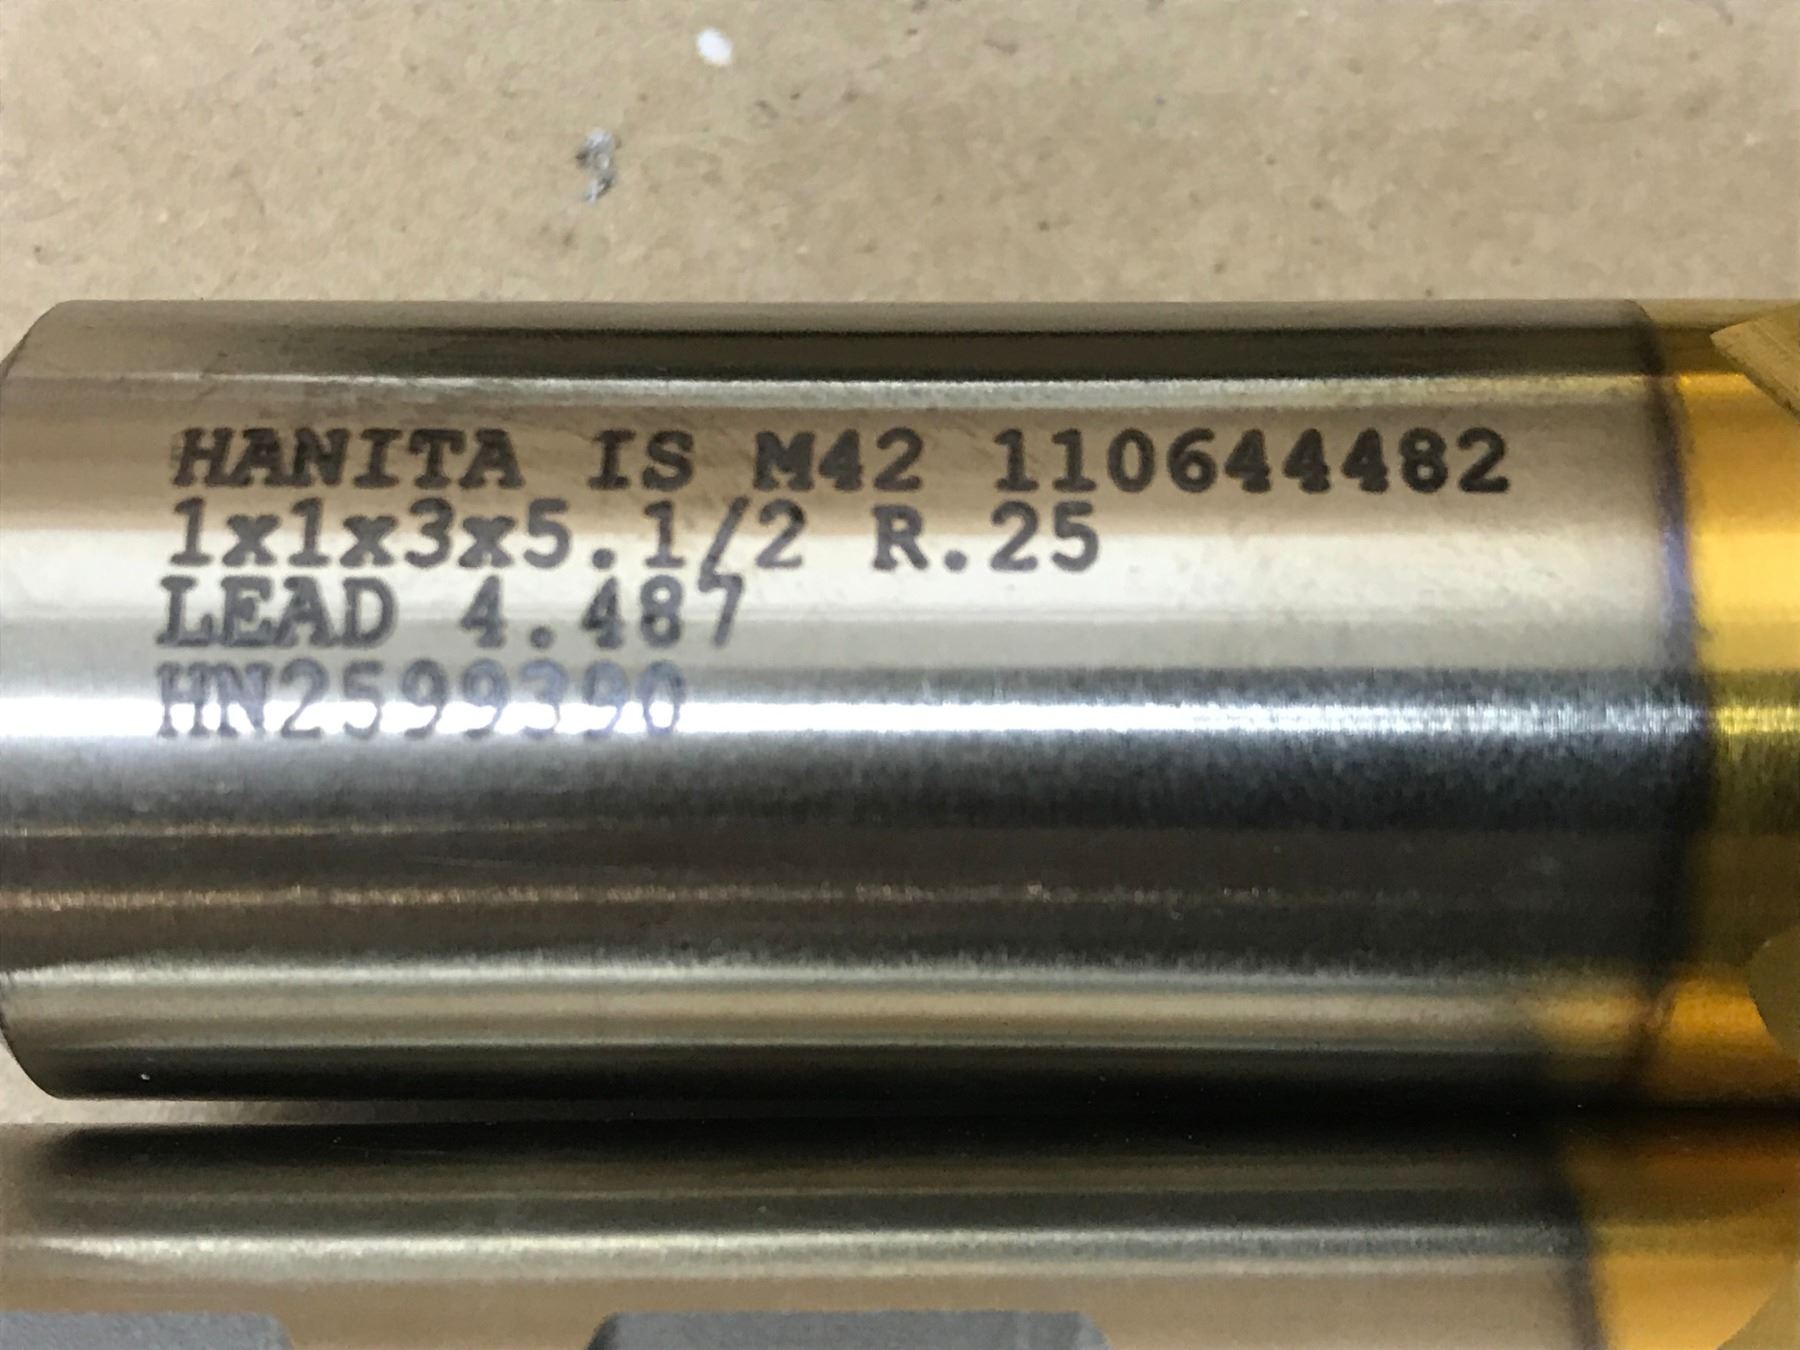 HANITA IS M42 110644482
1x1x3x5.1/2 R.25
LEAD 4.487
HN2599390